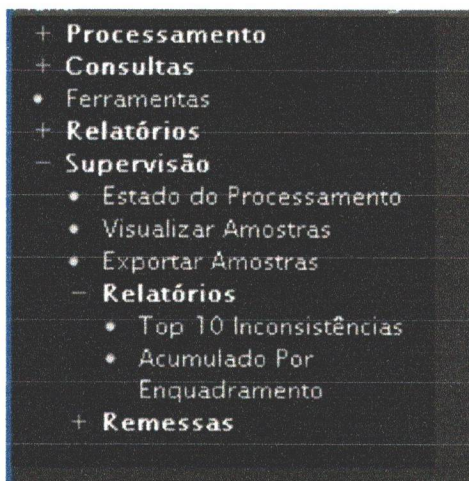 + Processamento
+ Consultas
• Ferramentas
+ Relatórios
− Supervisão
• Estado do Processamento
• Visualizar Amostras
• Exportar Amostras
− Relatórios
• Top 10 Inconsistências
• Acumulado Por
Enquadramento
+ Remessas